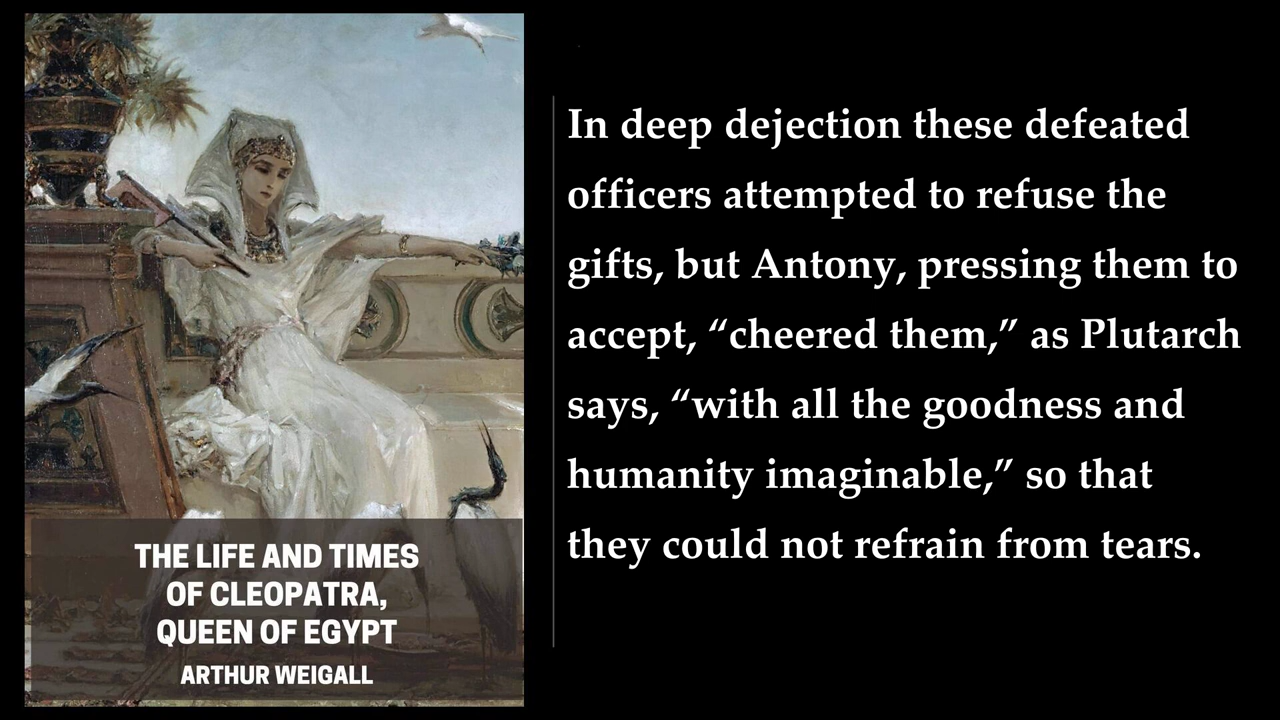 THE LIFE AND TIMES
OF CLEOPATRA,
QUEEN OF EGYPT
ARTHUR WEIGALL
In deep dejection these defeated
officers attempted to refuse the
gifts, but Antony, pressing them to
accept, “cheered them,” as Plutarch
says, “with all the goodness and
humanity imaginable,” so that
they could not refrain from tears.